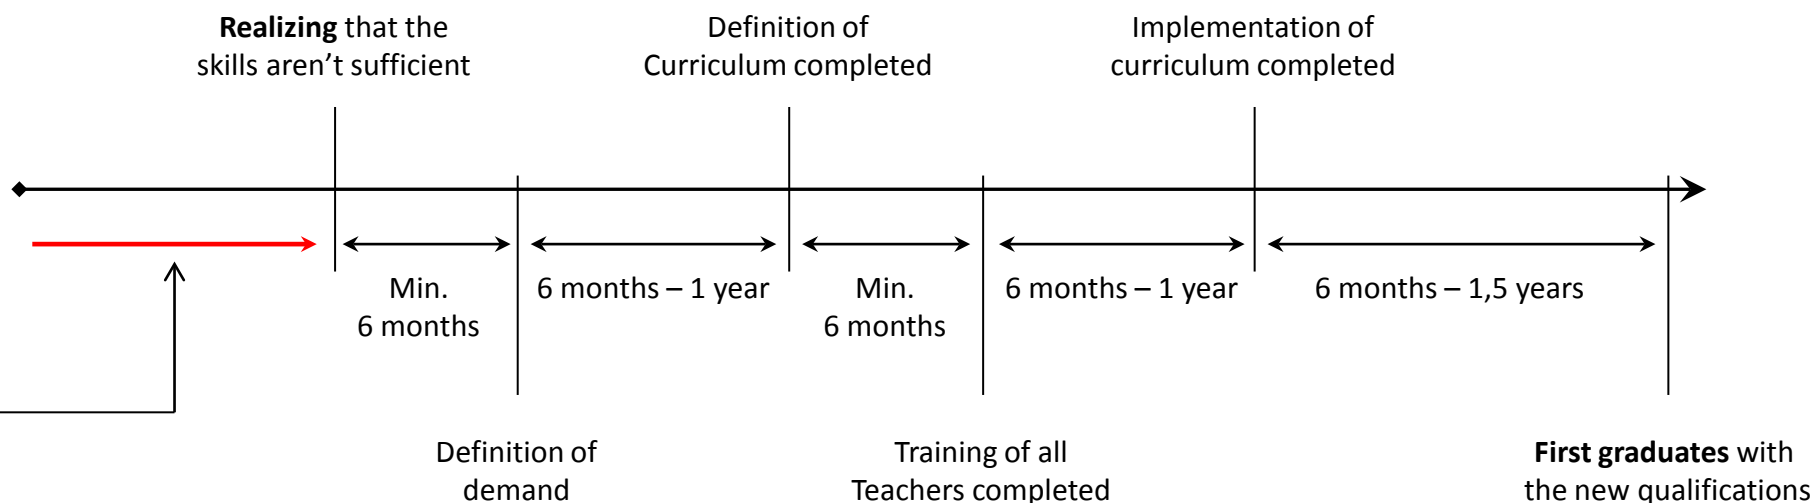 Realizing that the
skills aren’t sufficient
Definition of
Curriculum completed
Implementation of
curriculum completed
Min.
6 months
6 months – 1 year
Min.
6 months
6 months – 1 year
6 months – 1,5 years
Definition of
demand
Training of all
Teachers completed
First graduates with
the new qualifications